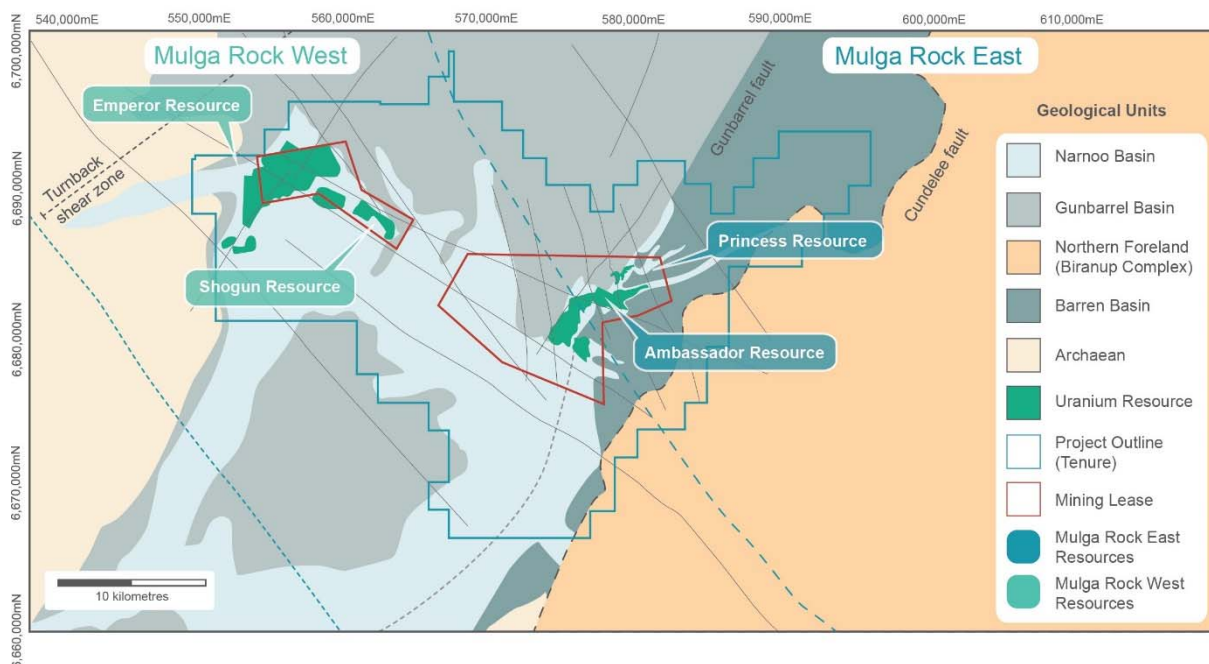 540,000mE
550,000mE
560,000mE
570,000mE
580,000mE
590,000mE
600,000mE
610,000mE
6,700,000mN
6,690,000mN
6,680,000mN
6,670,000mN
6,660,000mN
Mulga Rock West
Mulga Rock East
Emperor Resource
Turnback
shear zone
Shogun Resource
Gunbarrel fault
Cundelee fault
Princess Resource
Ambassador Resource
10 kilometres
Geological Units
Narnoo Basin
Gunbarrel Basin
Northern Foreland
(Biranup Complex)
Barren Basin
Archaean
Uranium Resource
Project Outline
(Tenure)
Mining Lease
Mulga Rock East
Resources
Mulga Rock West
Resources